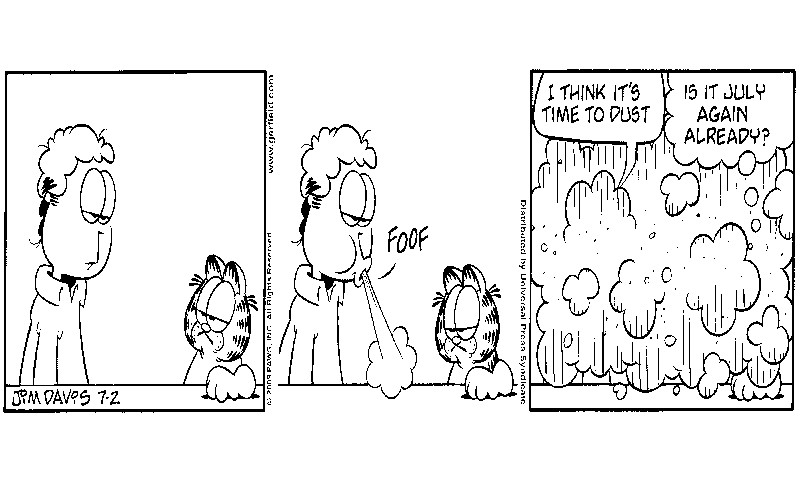 JIM DAVIS 7-2
www.garfield.com
© 2009 PAWS, INC. All Rights Reserved.
FOOF
Distributed by Universal Press Syndicate
I THINK IT'S
TIME TO DUST
IS IT JULY
AGAIN
ALREADY?